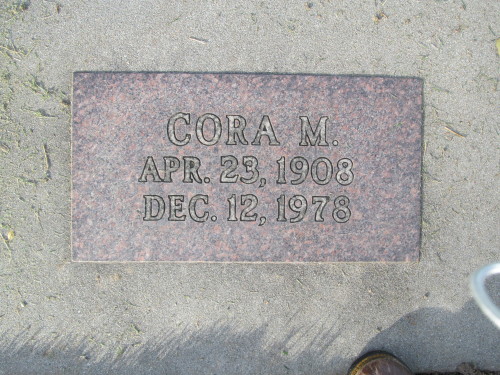 CORA M.
APR. 23, 1908
DEC. 12, 1978